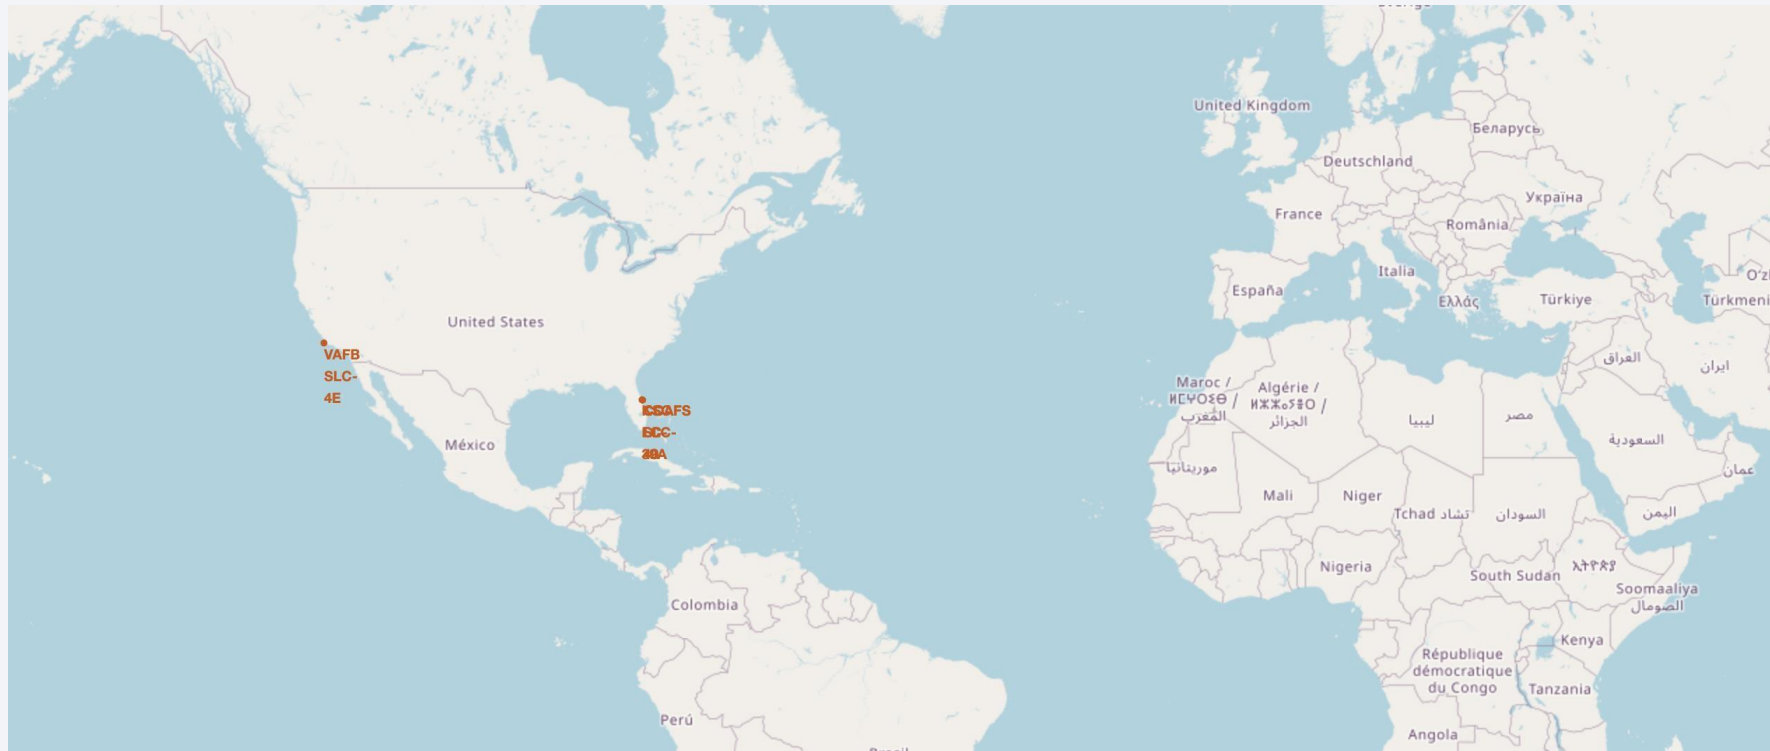 United Kingdom
Беларусь
Deutschland
Україна
France
România
Italia
España
Ελλάς
Türkiye
United States
العراق
ايران
VAFB
SLC-
4E
Maroc /
ⵍⵎⵖⵔⵉⴱ /
المغرب
Algérie /
ⵍⵣⵣⴰⵢⴻⵔ /
الجزائر
ليبيا
مصر
السعودية
México
موريتانيا
عمان
Mali
Niger
Tchad تشاد
السودان
اليمن
Nigeria
South Sudan
ኢትዮጵያ
Soomaaliya
الصومال
Colombia
Kenya
République
démocratique
du Congo
Tanzania
Perú
Angola